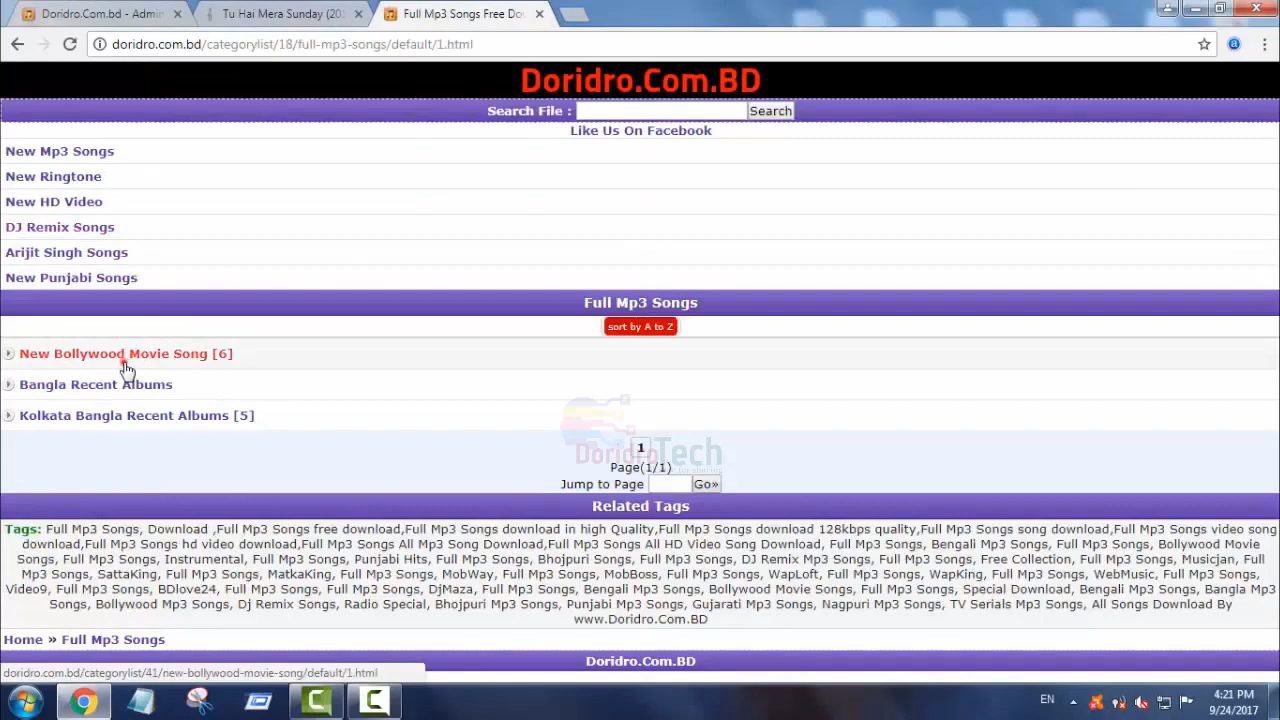 Doridro.Com.bd - Admin
Tu Hai Mera Sunday (201
Full Mp3 Songs Free Do
doridro.com.bd/categorylist/18/full-mp3-songs/default/1.html
Doridro.Com.BD
Search File : Search
Like Us On Facebook
New Mp3 Songs
New Ringtone
New HD Video
DJ Remix Songs
Arijit Singh Songs
New Punjabi Songs
Full Mp3 Songs
sort by A to Z
New Bollywood Movie Song [6]
Bangla Recent Albums
Kolkata Bangla Recent Albums [5]
1
DoridroTech
Page(1/1)
Jump to Page Go»
Related Tags
Tags: Full Mp3 Songs, Download ,Full Mp3 Songs free download,Full Mp3 Songs download in high Quality,Full Mp3 Songs download 128kbps quality,Full Mp3 Songs song download,Full Mp3 Songs video song
download,Full Mp3 Songs hd video download,Full Mp3 Songs All Mp3 Song Download,Full Mp3 Songs All HD Video Song Download, Full Mp3 Songs, Bengali Mp3 Songs, Full Mp3 Songs, Bollywood Movie
Songs, Full Mp3 Songs, Instrumental, Full Mp3 Songs, Punjabi Hits, Full Mp3 Songs, Bhojpuri Songs, Full Mp3 Songs, DJ Remix Songs, Full Mp3 Songs, Free Collection, Full Mp3 Songs, Musicjan, Full
Mp3 Songs, SattaKing, Full Mp3 Songs, MatkaKing, Full Mp3 Songs, MobWay, Full Mp3 Songs, MobBoss, Full Mp3 Songs, WapLoft, Full Mp3 Songs, WapKing, Full Mp3 Songs, WebMusic, Full Mp3 Songs,
Video9, Full Mp3 Songs, BDlove24, Full Mp3 Songs, Full Mp3 Songs, DjMaza, Full Mp3 Songs, Bengali Mp3 Songs, Bollywood Movie Songs, Full Mp3 Songs, Special Download, Bengali Mp3 Songs, Bangla Mp3
Songs, Bollywood Mp3 Songs, Dj Remix Songs, Radio Special, Bhojpuri Mp3 Songs, Punjabi Mp3 Songs, Gujarati Mp3 Songs, Nagpuri Mp3 Songs, TV Serials Mp3 Songs, All Songs Download By
www.Doridro.Com.BD
Home » Full Mp3 Songs
Doridro.Com.BD
doridro.com.bd/categorylist/41/new-bollywood-movie-song/default/1.html
EN
4:21 PM
9/24/2017